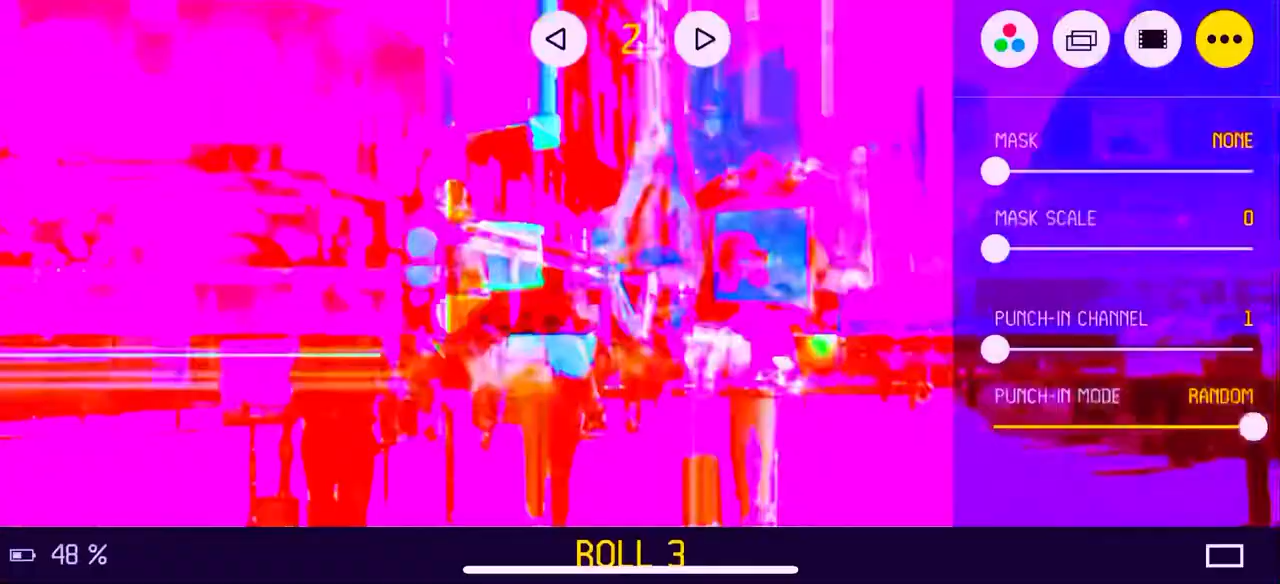 2
MASK NONE
MASK SCALE 0
PUNCH-IN CHANNEL 1
PUNCH-IN MODE RANDOM
48 % ROLL 3